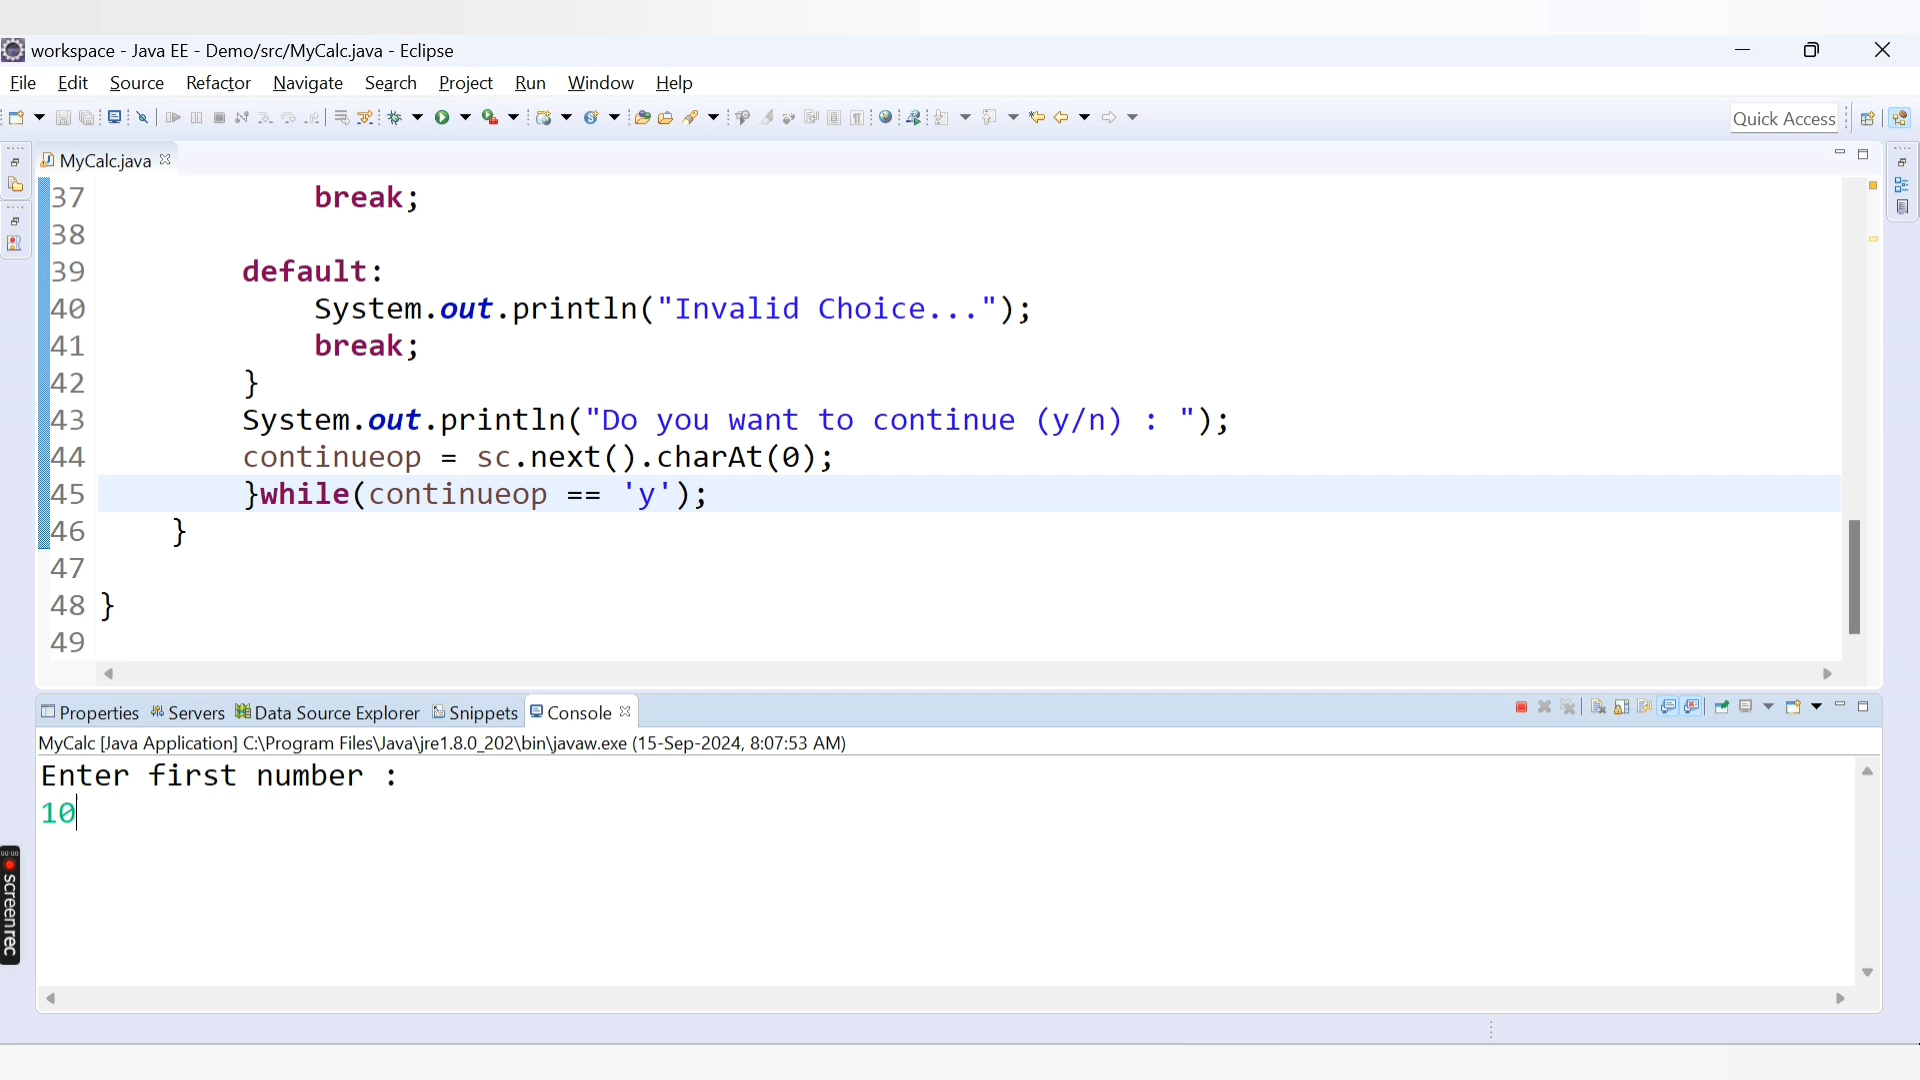 workspace - Java EE - Demo/src/MyCalc.java - Eclipse
File Edit Source Refactor Navigate Search Project Run Window Help
Quick Access
MyCalc.java
37 break;
38
39 default:
40 System.out.println("Invalid Choice...");
41 break;
42 }
43 System.out.println("Do you want to continue (y/n) : ");
44 continueop = sc.next().charAt(0);
45 }while(continueop == 'y');
46 }
47
48 }
49
Properties Servers Data Source Explorer Snippets Console
MyCalc [Java Application] C:\Program Files\Java\jre1.8.0_202\bin\javaw.exe (15-Sep-2024, 8:07:53 AM)
Enter first number :
10
00:00
screenrec